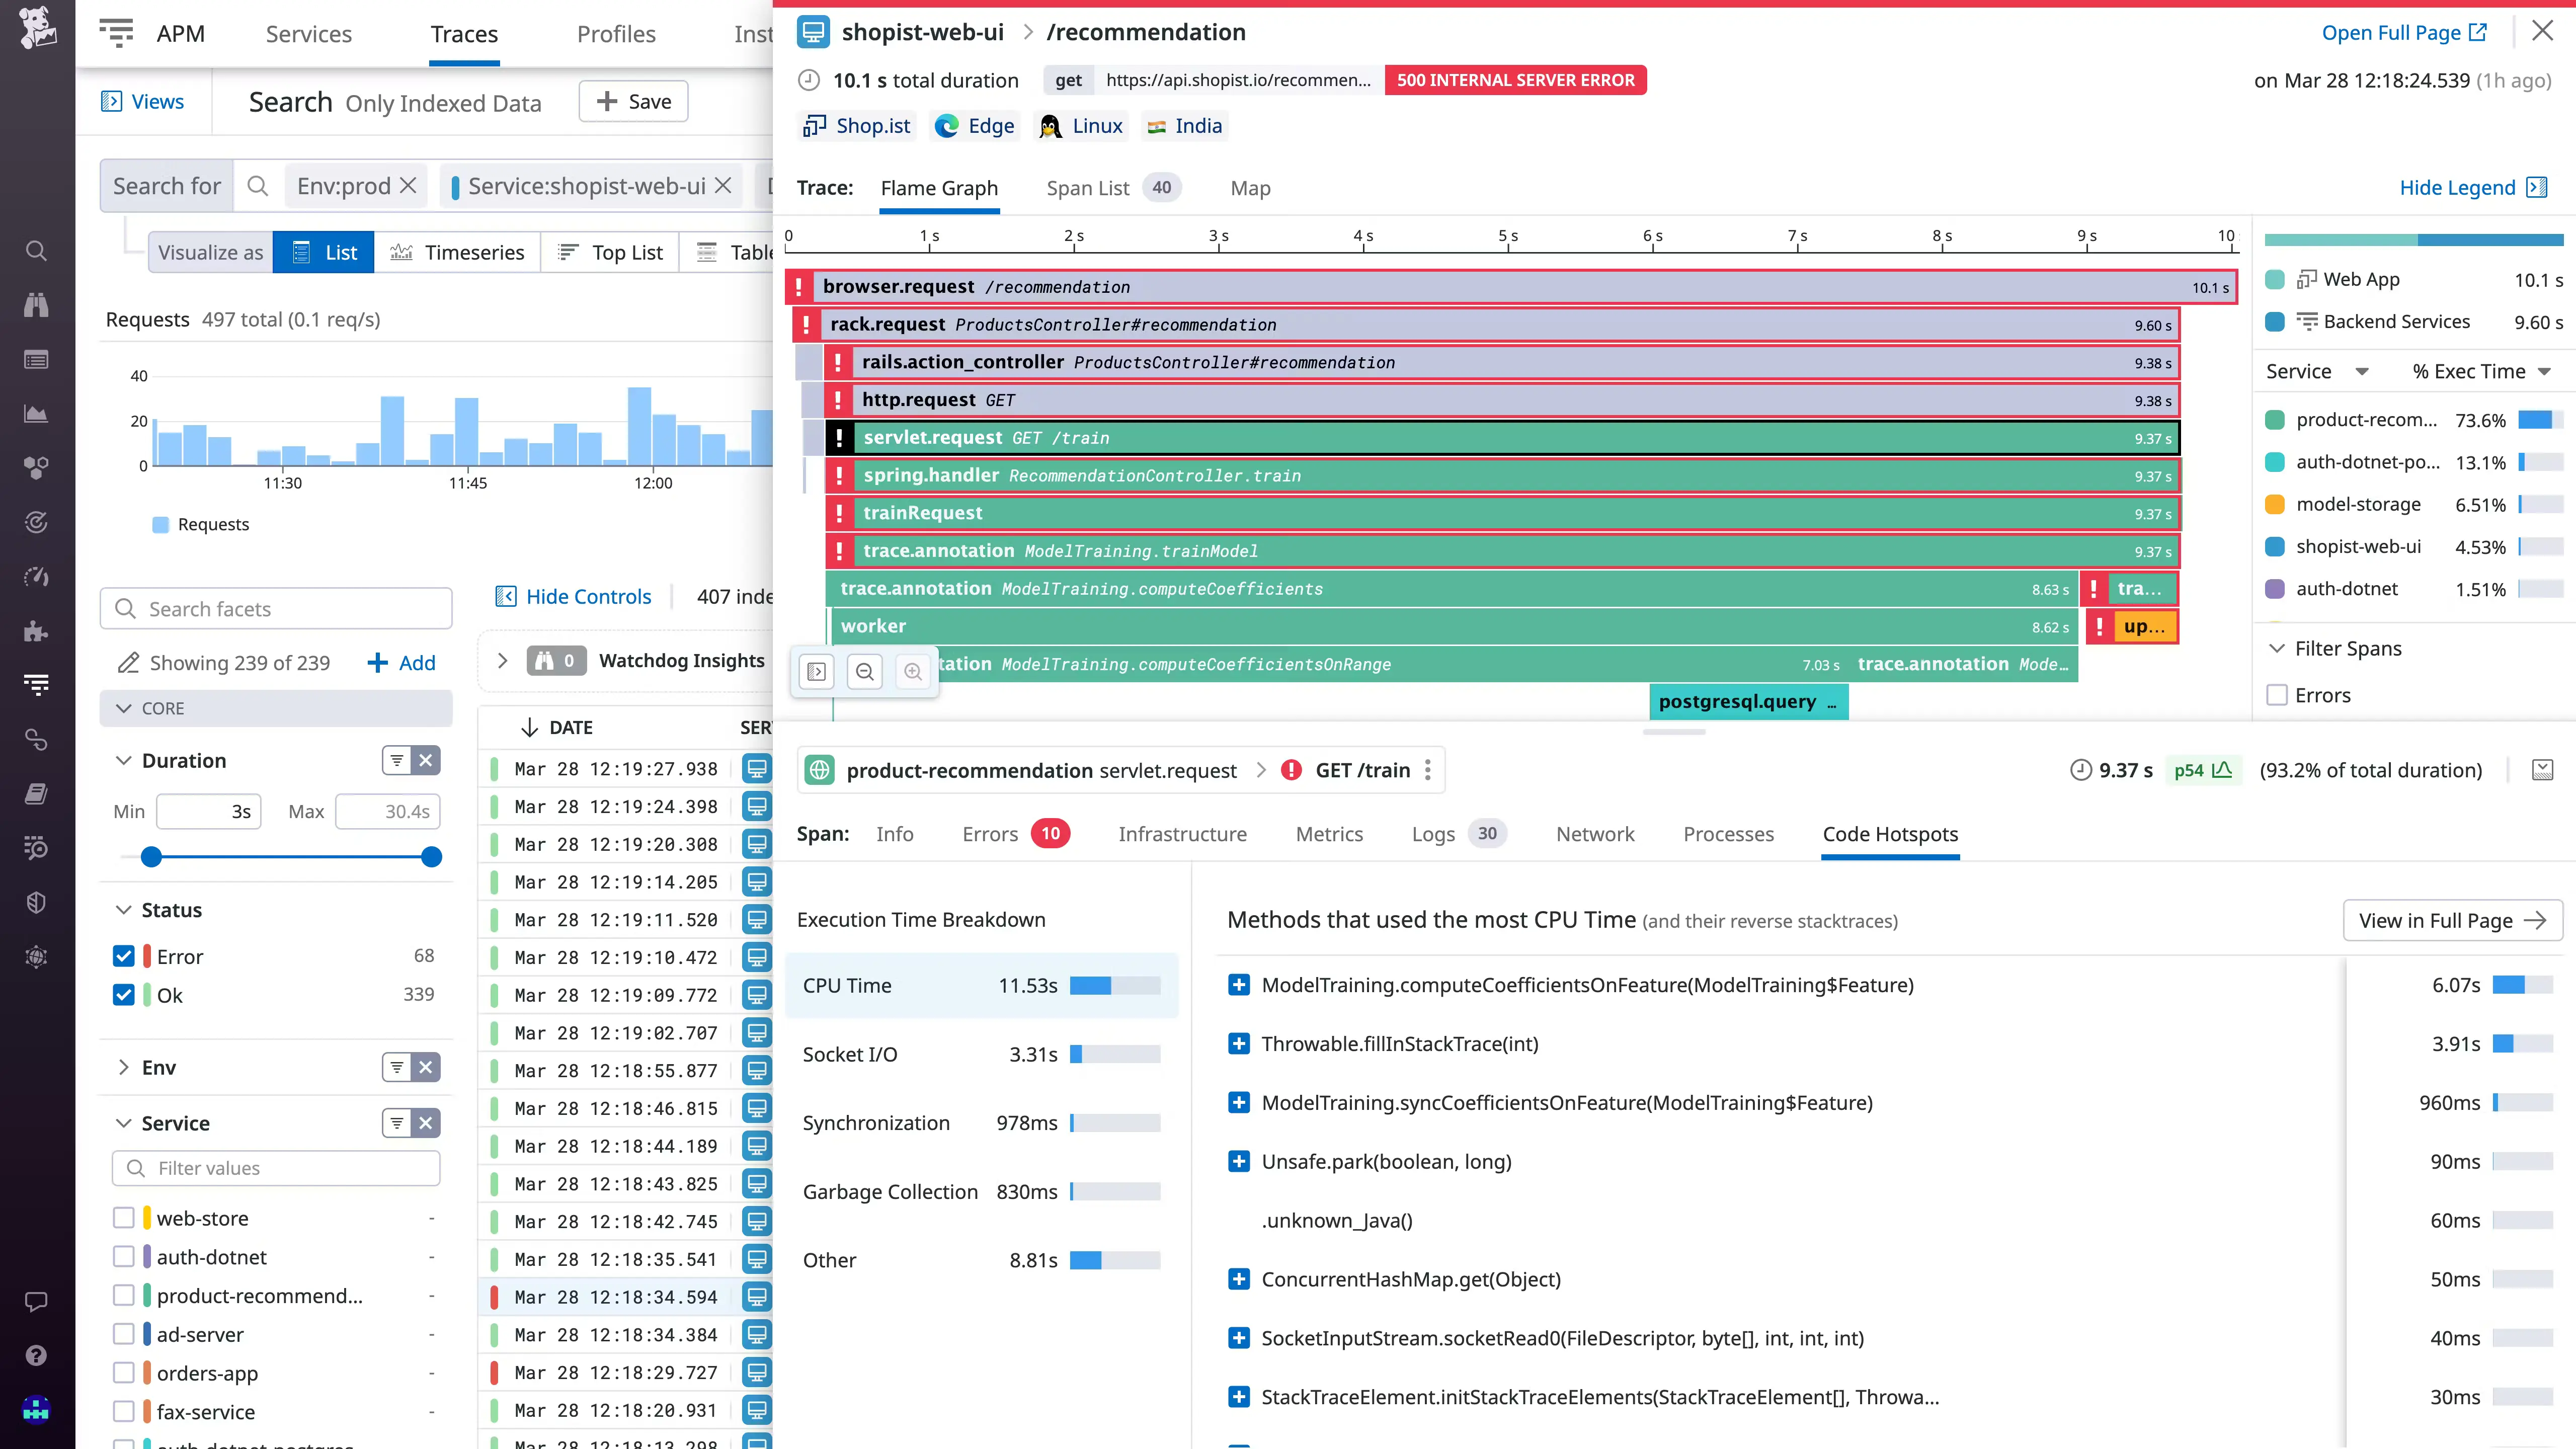 APM
Services
Traces
Profiles
Inst
Views
Search Only Indexed Data
Save
Search for
Env:prod
Service:shopist-web-ui
Visualize as
List
Timeseries
Top List
Table
Requests 497 total (0.1 req/s)
40
20
0
11:30
11:45
12:00
Requests
Search facets
Showing 239 of 239
Add
CORE
Duration
Min 3s Max 30.4s
Status
Error 68
Ok 339
Env
Service
Filter values
web-store -
auth-dotnet -
product-recommend... -
ad-server -
orders-app -
fax-service -
auth-dotnet-postgres
Hide Controls
407 inde
0 Watchdog Insights
DATE
SER
Mar 28 12:19:27.938
Mar 28 12:19:24.398
Mar 28 12:19:20.308
Mar 28 12:19:14.205
Mar 28 12:19:11.520
Mar 28 12:19:10.472
Mar 28 12:19:09.772
Mar 28 12:19:02.707
Mar 28 12:18:55.877
Mar 28 12:18:46.815
Mar 28 12:18:44.189
Mar 28 12:18:43.825
Mar 28 12:18:42.745
Mar 28 12:18:35.541
Mar 28 12:18:34.594
Mar 28 12:18:34.384
Mar 28 12:18:29.727
Mar 28 12:18:20.931
Mar 28 12:18:13.298
shopist-web-ui > /recommendation
Open Full Page
10.1 s total duration
get https://api.shopist.io/recommen... 500 INTERNAL SERVER ERROR
on Mar 28 12:18:24.539 (1h ago)
Shop.ist
Edge
Linux
India
Trace:
Flame Graph
Span List 40
Map
Hide Legend
0 1 s 2 s 3 s 4 s 5 s 6 s 7 s 8 s 9 s 10
! browser.request /recommendation 10.1 s
! rack.request ProductsController#recommendation 9.60 s
! rails.action_controller ProductsController#recommendation 9.38 s
! http.request GET 9.38 s
! servlet.request GET /train 9.37 s
! spring.handler RecommendationController.train 9.37 s
! trainRequest 9.37 s
! trace.annotation ModelTraining.trainModel 9.37 s
trace.annotation ModelTraining.computeCoefficients 8.63 s ! tra...
worker 8.62 s ! up...
tation ModelTraining.computeCoefficientsOnRange 7.03 s trace.annotation Mode...
postgresql.query ...
Web App 10.1 s
Backend Services 9.60 s
Service
% Exec Time
product-recom... 73.6%
auth-dotnet-po... 13.1%
model-storage 6.51%
shopist-web-ui 4.53%
auth-dotnet 1.51%
Filter Spans
Errors
product-recommendation servlet.request > ! GET /train
9.37 s p54 (93.2% of total duration)
Span:
Info
Errors 10
Infrastructure
Metrics
Logs 30
Network
Processes
Code Hotspots
Execution Time Breakdown
CPU Time 11.53s
Socket I/O 3.31s
Synchronization 978ms
Garbage Collection 830ms
Other 8.81s
Methods that used the most CPU Time (and their reverse stacktraces)
View in Full Page
ModelTraining.computeCoefficientsOnFeature(ModelTraining$Feature) 6.07s
Throwable.fillInStackTrace(int) 3.91s
ModelTraining.syncCoefficientsOnFeature(ModelTraining$Feature) 960ms
Unsafe.park(boolean, long) 90ms
.unknown_Java() 60ms
ConcurrentHashMap.get(Object) 50ms
SocketInputStream.socketRead0(FileDescriptor, byte[], int, int, int) 40ms
StackTraceElement.initStackTraceElements(StackTraceElement[], Throwa... 30ms